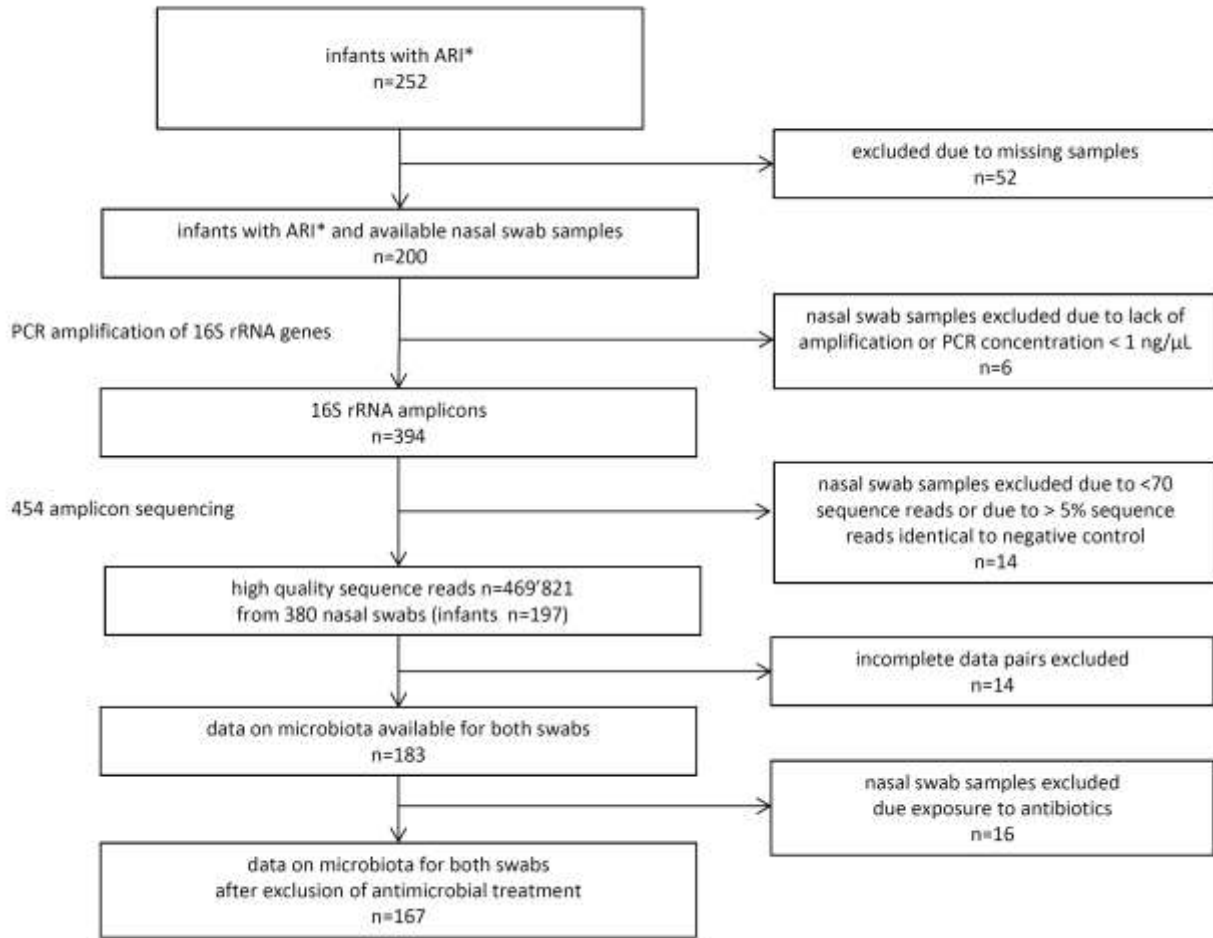 infants with ARI*
n=252
excluded due to missing samples
n=52
infants with ARI* and available nasal swab samples
n=200
PCR amplification of 16S rRNA genes
nasal swab samples excluded due to lack of
amplification or PCR concentration < 1 ng/µL
n=6
16S rRNA amplicons
n=394
454 amplicon sequencing
nasal swab samples excluded due to <70
sequence reads or due to > 5% sequence
reads identical to negative control
n=14
high quality sequence reads n=469’821
from 380 nasal swabs (infants n=197)
incomplete data pairs excluded
n=14
data on microbiota available for both swabs
n=183
nasal swab samples excluded
due exposure to antibiotics
n=16
data on microbiota for both swabs
after exclusion of antimicrobial treatment
n=167